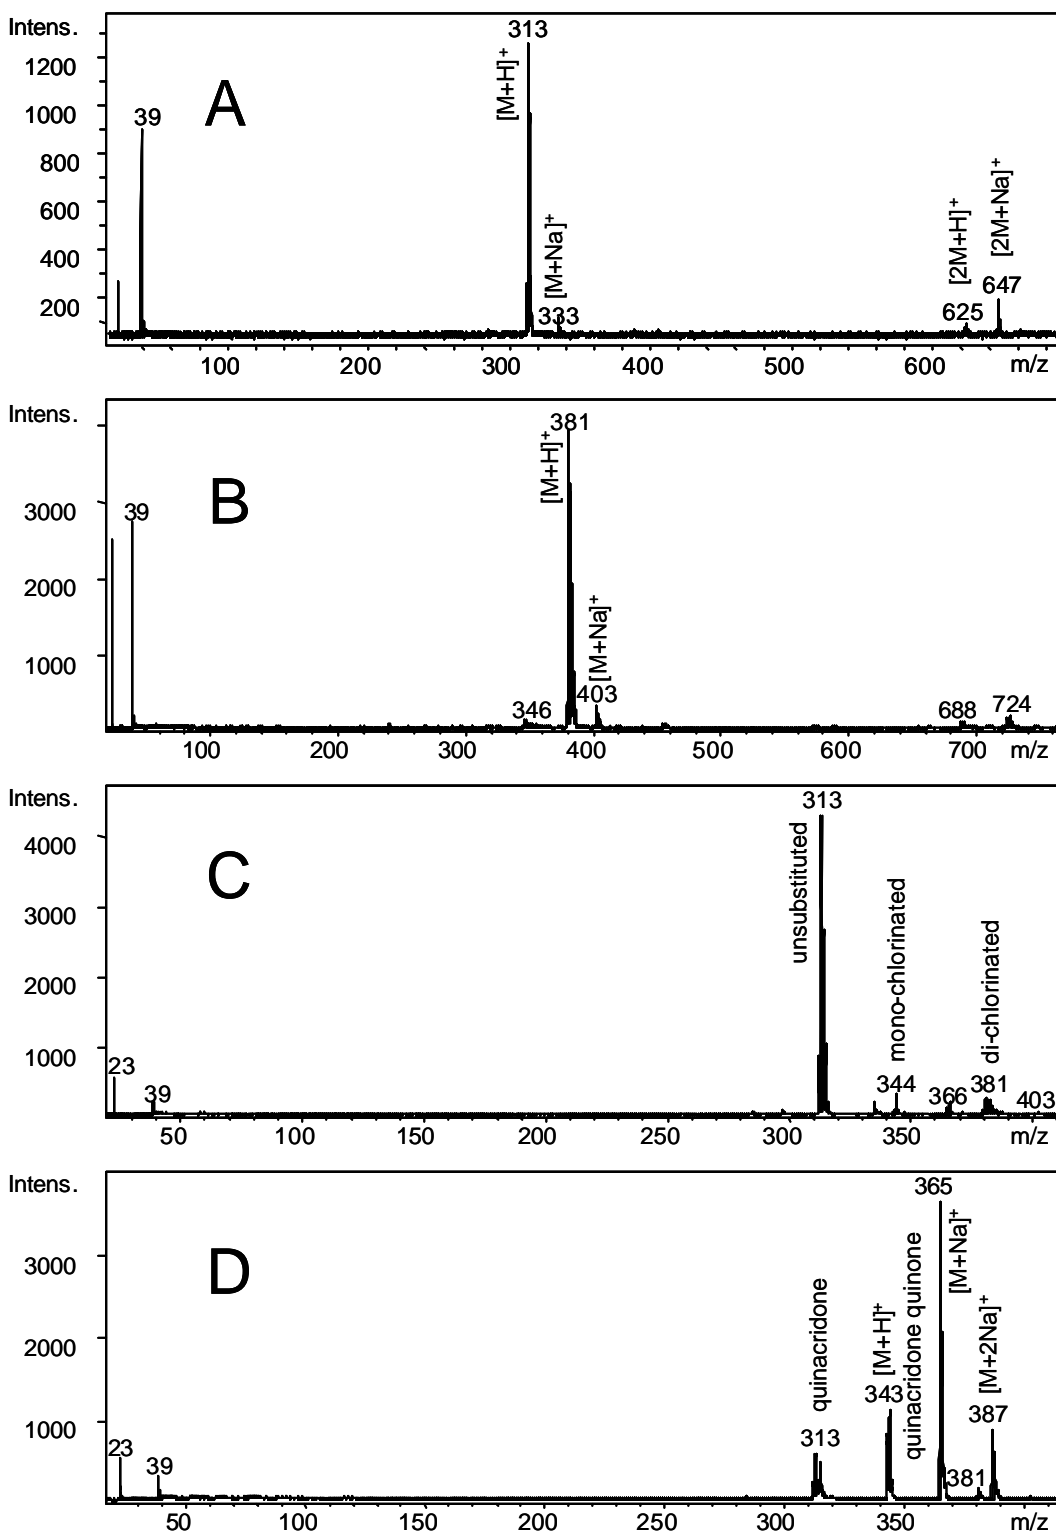 Intens.
313
1200
[M+H]+
A
1000
39
800
600
[M+Na]+
[2M+H]+
[2M+Na]+
400
647
200
333
625
100 200 300 400 500 600 m/z
Intens.
381
[M+H]+
B
3000
39
2000
[M+Na]+
1000
403
346
688
724
100 200 300 400 500 600 700 m/z
Intens.
313
4000
unsubstituted
C
3000
mono-chlorinated
di-chlorinated
2000
1000
23
39
344
366
381
403
50 100 150 200 250 300 350 m/z
Intens.
365
D
3000
[M+Na]+
quinacridone
[M+H]+
quinacridone quinone
[M+2Na]+
2000
343
387
1000
313
23
39
381
50 100 150 200 250 300 350 m/z